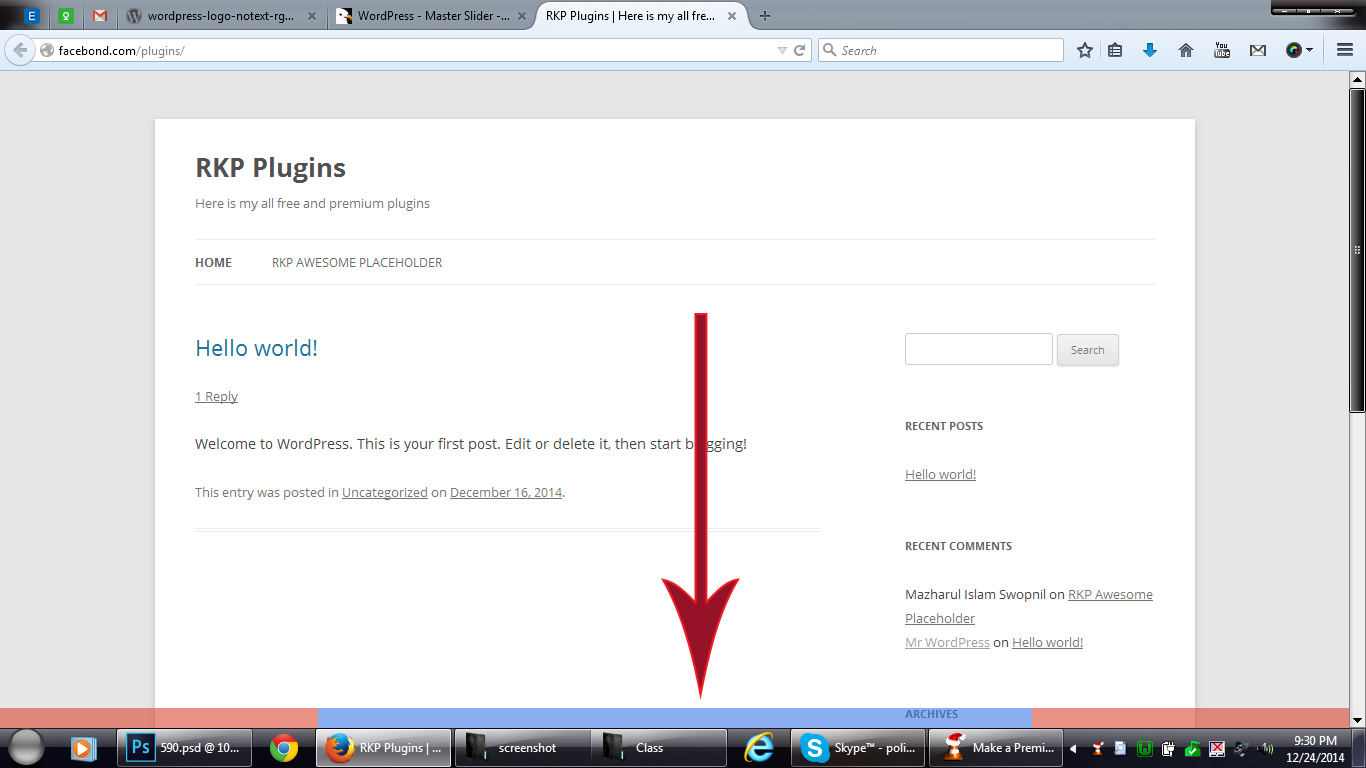 wordpress-logo-notext-rg...
WordPress - Master Slider -...
RKP Plugins | Here is my all fre...
facebond.com/plugins/
Search
You
Tube
RKP Plugins
Here is my all free and premium plugins
HOME
RKP AWESOME PLACEHOLDER
Hello world!
1 Reply
Welcome to WordPress. This is your first post. Edit or delete it, then start b gging!
This entry was posted in Uncategorized on December 16, 2014.
Search
RECENT POSTS
Hello world!
RECENT COMMENTS
Mazharul Islam Swopnil on RKP Awesome
Placeholder
Mr WordPress on Hello world!
ARCHIVES
Ps
590.psd @ 10...
RKP Plugins | ...
screenshot
Class
Skype™ - poli...
Make a Premi...
9:30 PM
12/24/2014